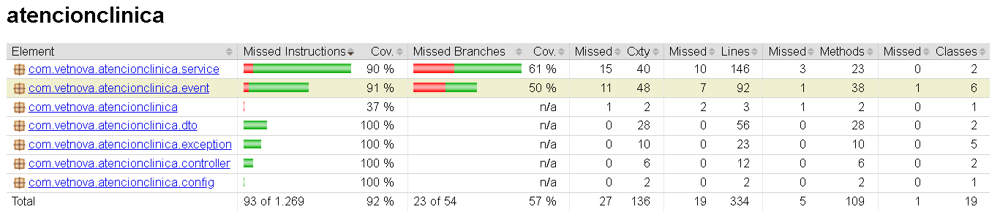 atencionclinica
Element Missed Instructions Cov. Missed Branches Cov. Missed Cxty Missed Lines Missed Methods Missed Classes
com.vetnova.atencionclinica.service 90 % 61 % 15 40 10 146 3 23 0 2
com.vetnova.atencionclinica.event 91 % 50 % 11 48 7 92 1 38 1 6
com.vetnova.atencionclinica 37 % n/a 1 2 2 3 1 2 0 1
com.vetnova.atencionclinica.dto 100 % n/a 0 28 0 56 0 28 0 2
com.vetnova.atencionclinica.exception 100 % n/a 0 10 0 23 0 10 0 5
com.vetnova.atencionclinica.controller 100 % n/a 0 6 0 12 0 6 0 2
com.vetnova.atencionclinica.config 100 % n/a 0 2 0 2 0 2 0 1
Total 93 of 1.269 92 % 23 of 54 57 % 27 136 19 334 5 109 1 19